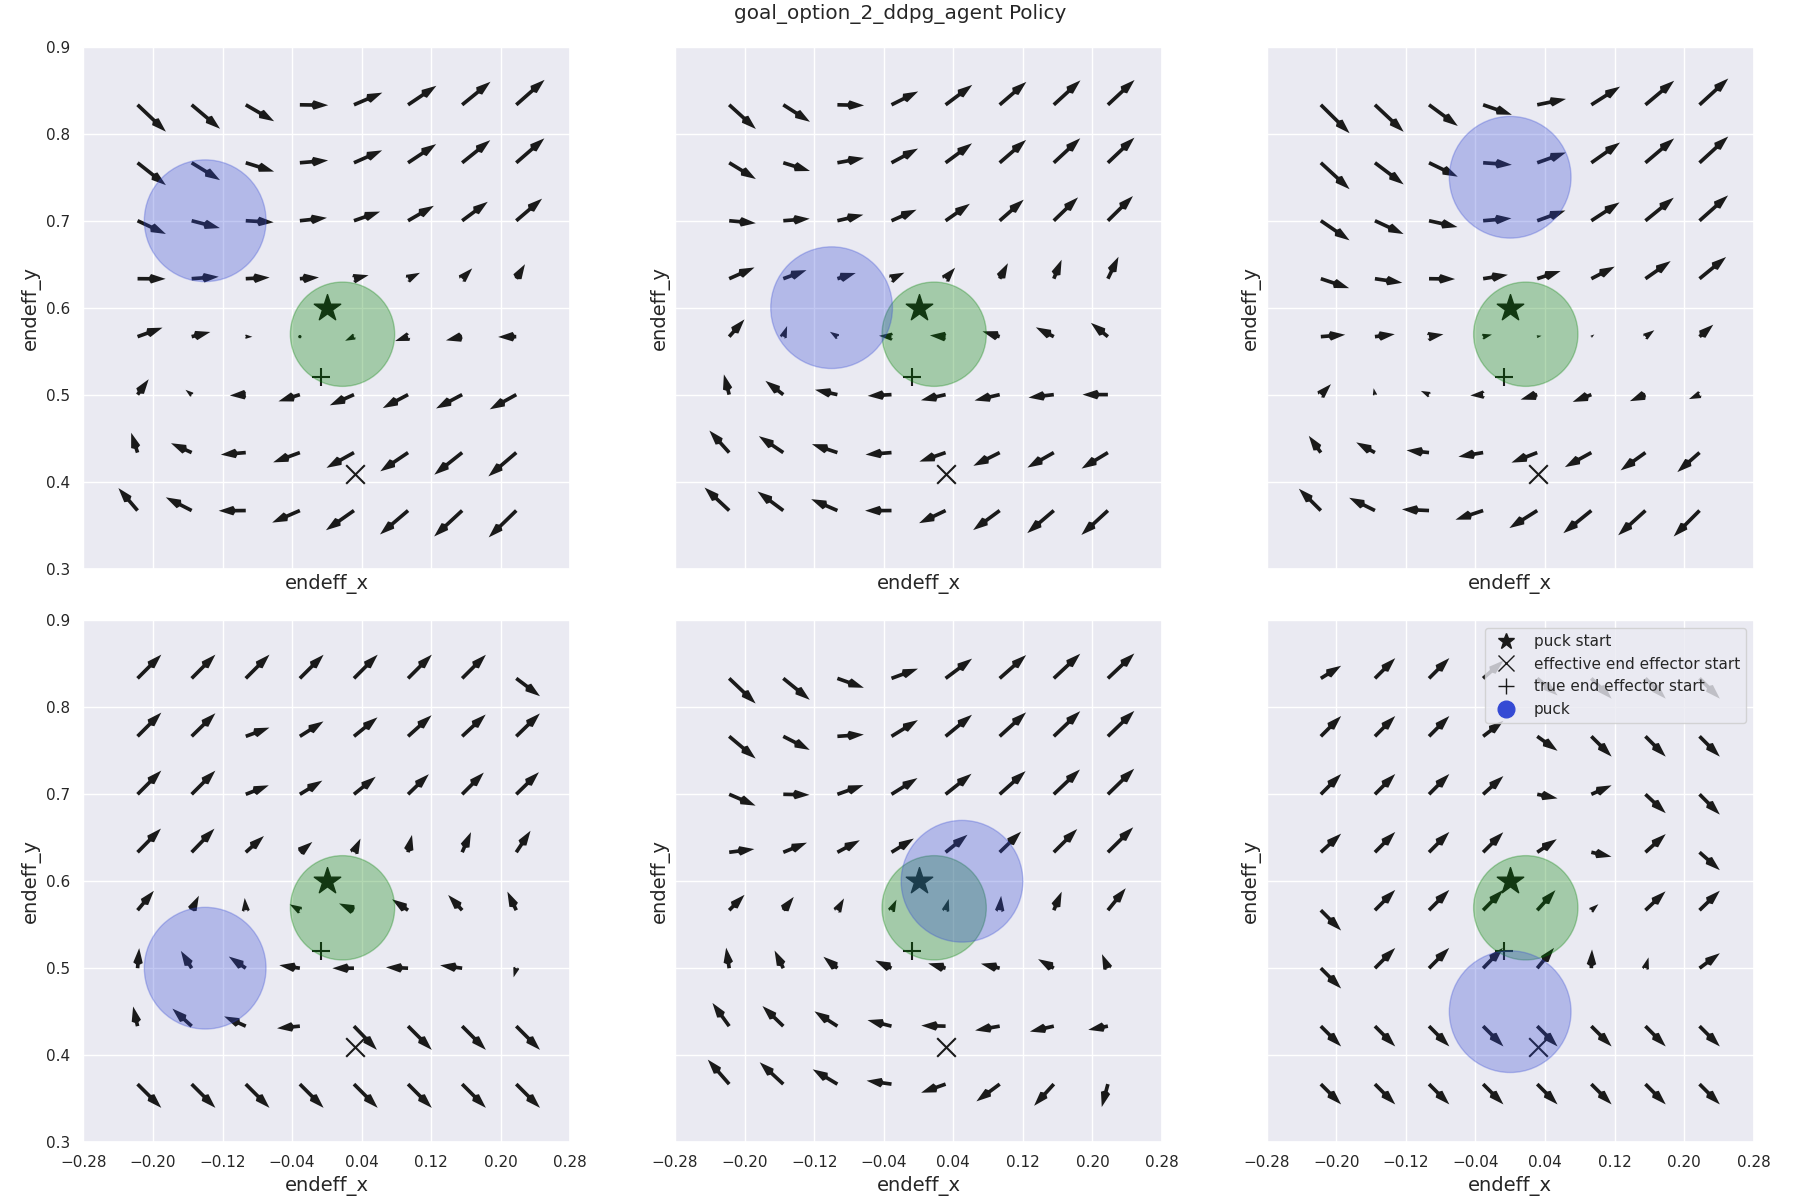 goal_option_2_ddpg_agent Policy
0.9
0.8
0.7
0.6
0.5
0.4
0.3
endeff_y
endeff_x
endeff_y
endeff_x
endeff_y
endeff_x
0.9
0.8
0.7
0.6
0.5
0.4
0.3
endeff_y
−0.28 −0.20 −0.12 −0.04 0.04 0.12 0.20 0.28
endeff_x
endeff_y
−0.28 −0.20 −0.12 −0.04 0.04 0.12 0.20 0.28
endeff_x
puck start
effective end effector start
true end effector start
puck
endeff_y
−0.28 −0.20 −0.12 −0.04 0.04 0.12 0.20 0.28
endeff_x